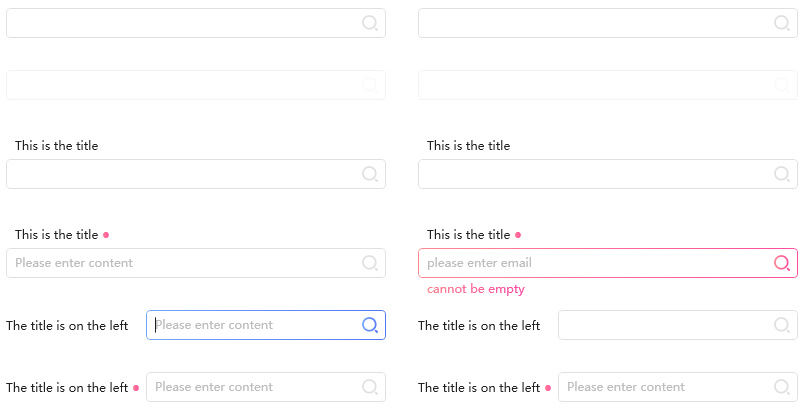 This is the title
This is the title
This is the title
This is the title
Please enter content
please enter email
cannot be empty
The title is on the left
Please enter content
The title is on the left
The title is on the left
Please enter content
The title is on the left
Please enter content